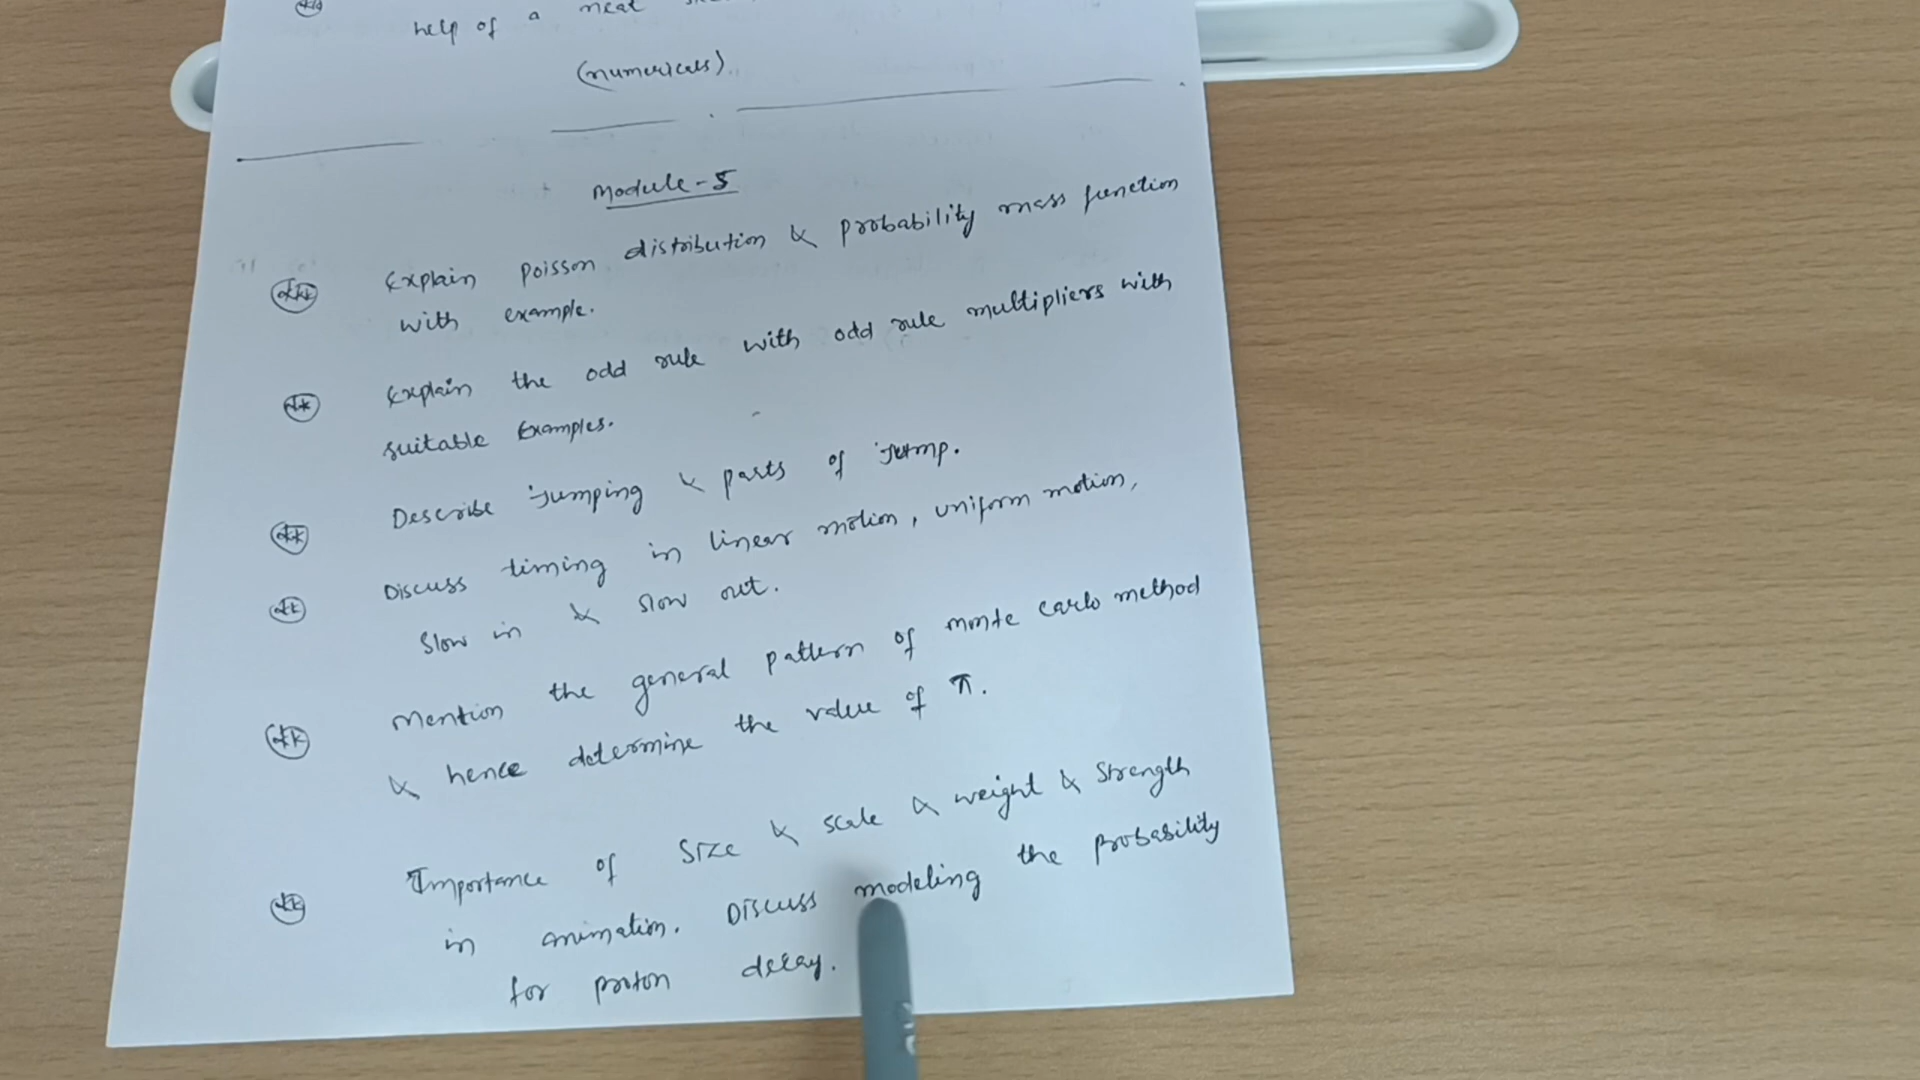 help of a neat
(numericals)
Module-5
*** Explain poisson distribution & probability mass function
with example.
** Explain the odd rule with odd rule multipliers with
suitable Examples.
** Describe Jumping & parts of Jump.
** Discuss timing in linear motion, uniform motion,
slow in & slow out.
** Mention the general pattern of monte carlo method
& hence determine the value of π.
** Importance of Size & scale & weight & Strength
in animation. Discuss modeling the probability
for proton decay.